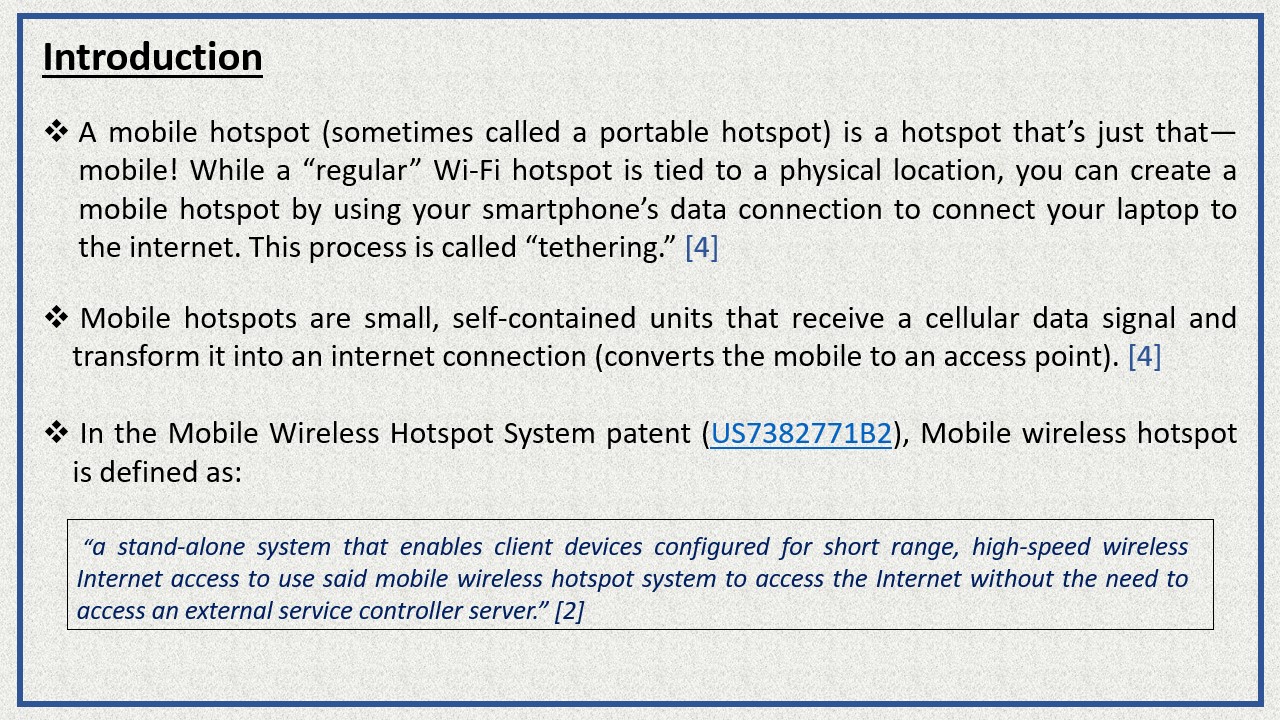 Introduction
❖ A mobile hotspot (sometimes called a portable hotspot) is a hotspot that’s just that—
mobile! While a “regular” Wi-Fi hotspot is tied to a physical location, you can create a
mobile hotspot by using your smartphone’s data connection to connect your laptop to
the internet. This process is called “tethering.” [4]
❖ Mobile hotspots are small, self-contained units that receive a cellular data signal and
transform it into an internet connection (converts the mobile to an access point). [4]
❖ In the Mobile Wireless Hotspot System patent (US7382771B2), Mobile wireless hotspot
is defined as:
“a stand-alone system that enables client devices configured for short range, high-speed wireless
Internet access to use said mobile wireless hotspot system to access the Internet without the need to
access an external service controller server.” [2]